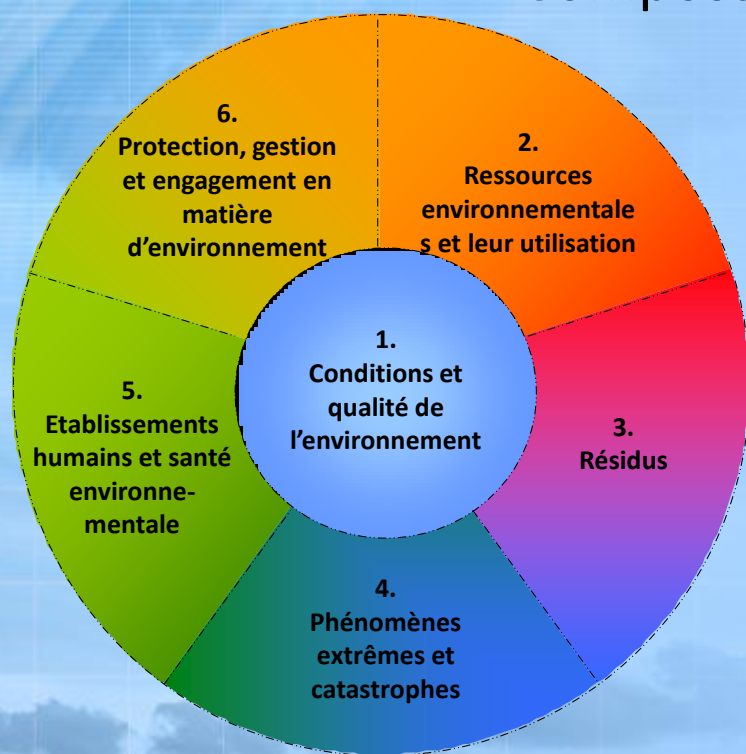 1.
Conditions et
qualité de
l'environnement
2.
Ressources
environnementale
s et leur utilisation
3.
Résidus
4.
Phénomènes
extrêmes et
catastrophes
5.
Etablissements
humains et santé
environne-
mentale
6.
Protection, gestion
et engagement en
matière
d'environnement